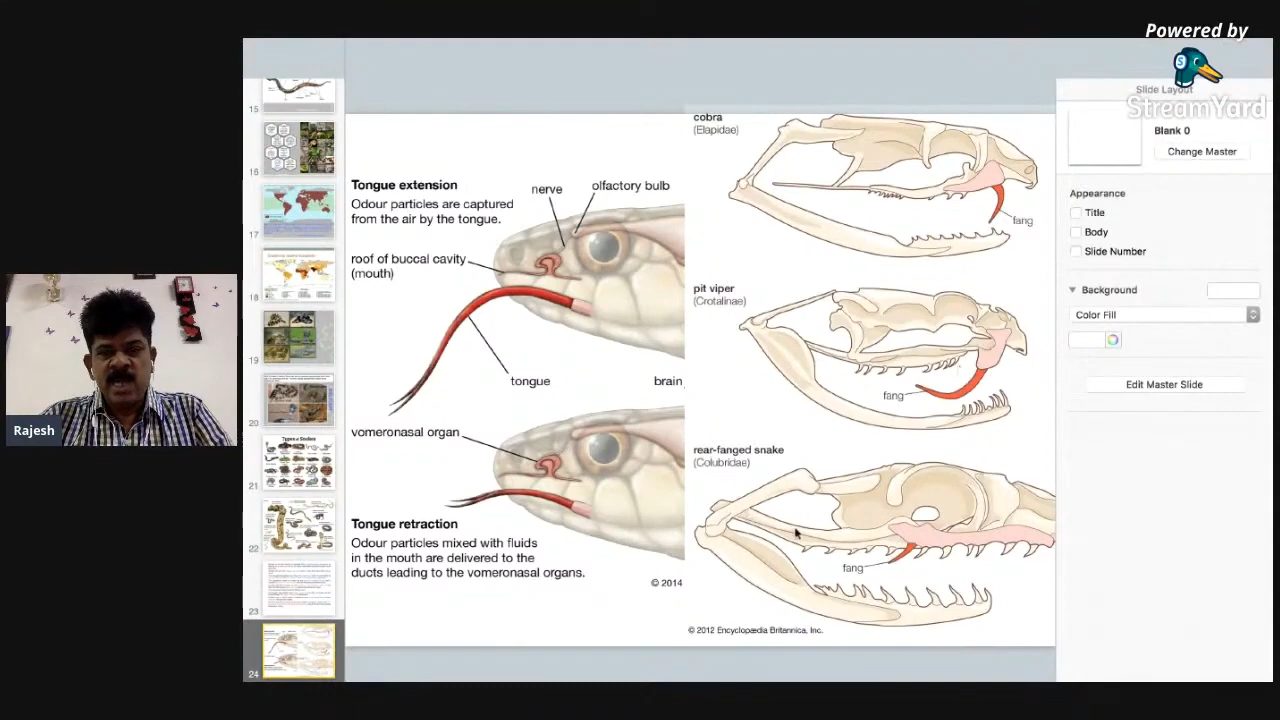 Powered by
StreamYard
Slide Layout
Blank 0
Change Master
Appearance
Title
Body
Slide Number
Background
Color Fill
Edit Master Slide
15
16
17
18
19
20
21
Types of Snakes
22
23
24
Tongue extension
Odour particles are captured
from the air by the tongue.
nerve
olfactory bulb
roof of buccal cavity
(mouth)
tongue
brain
vomeronasal organ
Tongue retraction
Odour particles mixed with fluids
in the mouth are delivered to the
ducts leading to the vomeronasal organs.
© 2014
cobra
(Elapidae)
fang
pit viper
(Crotalinae)
fang
rear-fanged snake
(Colubridae)
fang
© 2012 Encyclopædia Britannica, Inc.
Rajesh